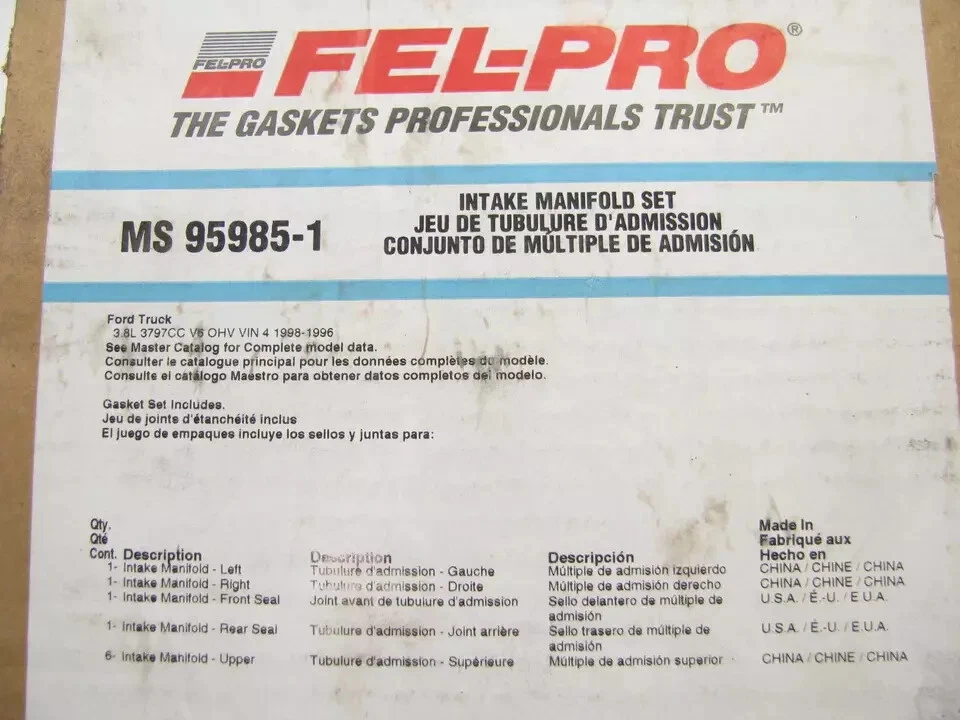 FEL-PRO
FEL-PRO®
THE GASKETS PROFESSIONALS TRUST™
MS 95985-1
INTAKE MANIFOLD SET
JEU DE TUBULURE D'ADMISSION
CONJUNTO DE MÚLTIPLE DE ADMISIÓN
Ford Truck
3.8L 3797CC V6 OHV VIN 4 1998-1996
See Master Catalog for Complete model data.
Consulter le catalogue principal pour les données complètes du modèle.
Consulte el catálogo Maestro para obtener datos completos del modelo.
Gasket Set Includes.
Jeu de joints d'étanchéité inclus
El juego de empaques incluye los sellos y juntas para:
Qty.
Qté
Cont. Description Description Descripción
Made In
Fabriqué aux
Hecho en
1- Intake Manifold - Left Tubulure d'admission - Gauche Múltiple de admisión izquierdo CHINA / CHINE / CHINA
1- Intake Manifold - Right Tubulure d'admission - Droite Múltiple de admisión derecho CHINA / CHINE / CHINA
1- Intake Manifold - Front Seal Joint avant de tubulure d'admission Sello delantero de múltiple de admisión U.S.A. / É.-U. / E.U.A.
1- Intake Manifold - Rear Seal Tubulure d'admission - Joint arrière Sello trasero de múltiple de admisión U.S.A. / É.-U. / E.U.A.
6- Intake Manifold - Upper Tubulure d'admission - Supérieure Múltiple de admisión superior CHINA / CHINE / CHINA